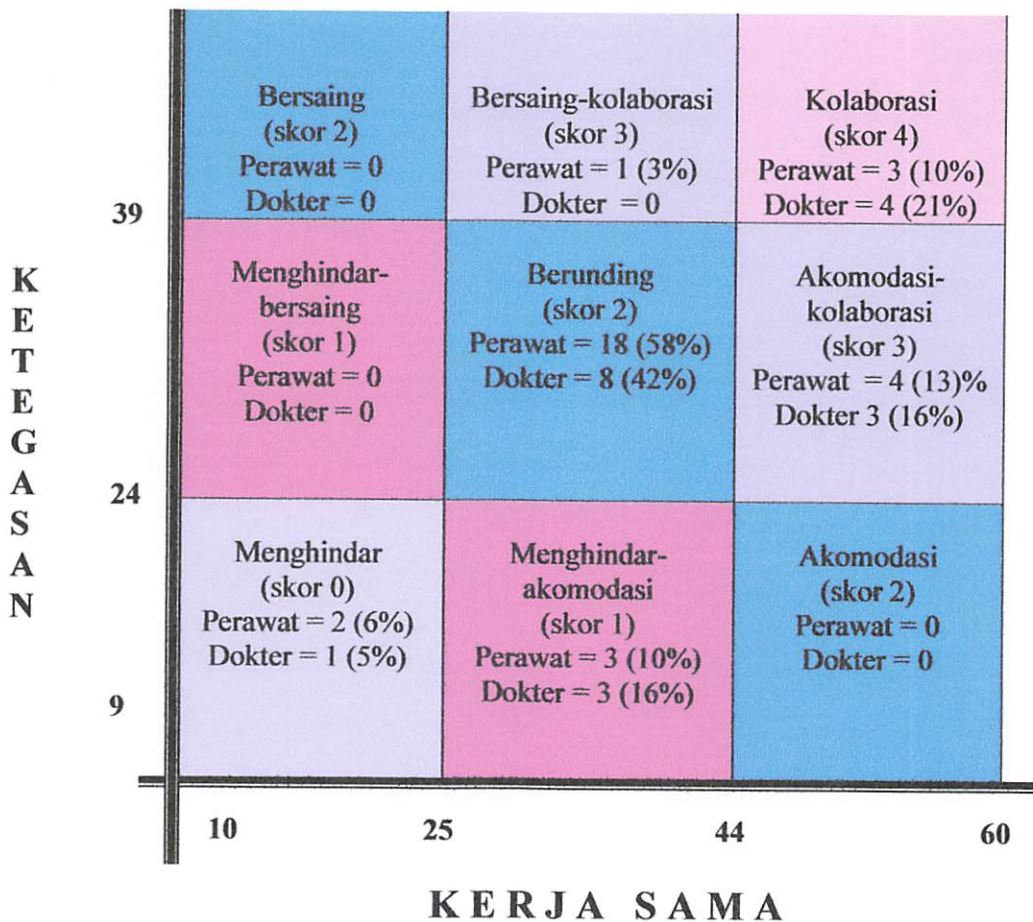 Bersaing
(skor 2)
Perawat = 0
Dokter = 0
Bersaing-kolaborasi
(skor 3)
Perawat = 1 (3%)
Dokter = 0
Kolaborasi
(skor 4)
Perawat = 3 (10%)
Dokter = 4 (21%)
39
KETEGASAN
Menghindar-
bersaing
(skor 1)
Perawat = 0
Dokter = 0
Berunding
(skor 2)
Perawat = 18 (58%)
Dokter = 8 (42%)
Akomodasi-
kolaborasi
(skor 3)
Perawat = 4 (13)%
Dokter 3 (16%)
24
Menghindar
(skor 0)
Perawat = 2 (6%)
Dokter = 1 (5%)
Menghindar-
akomodasi
(skor 1)
Perawat = 3 (10%)
Dokter = 3 (16%)
Akomodasi
(skor 2)
Perawat = 0
Dokter = 0
9
10 25 44 60
KERJA SAMA